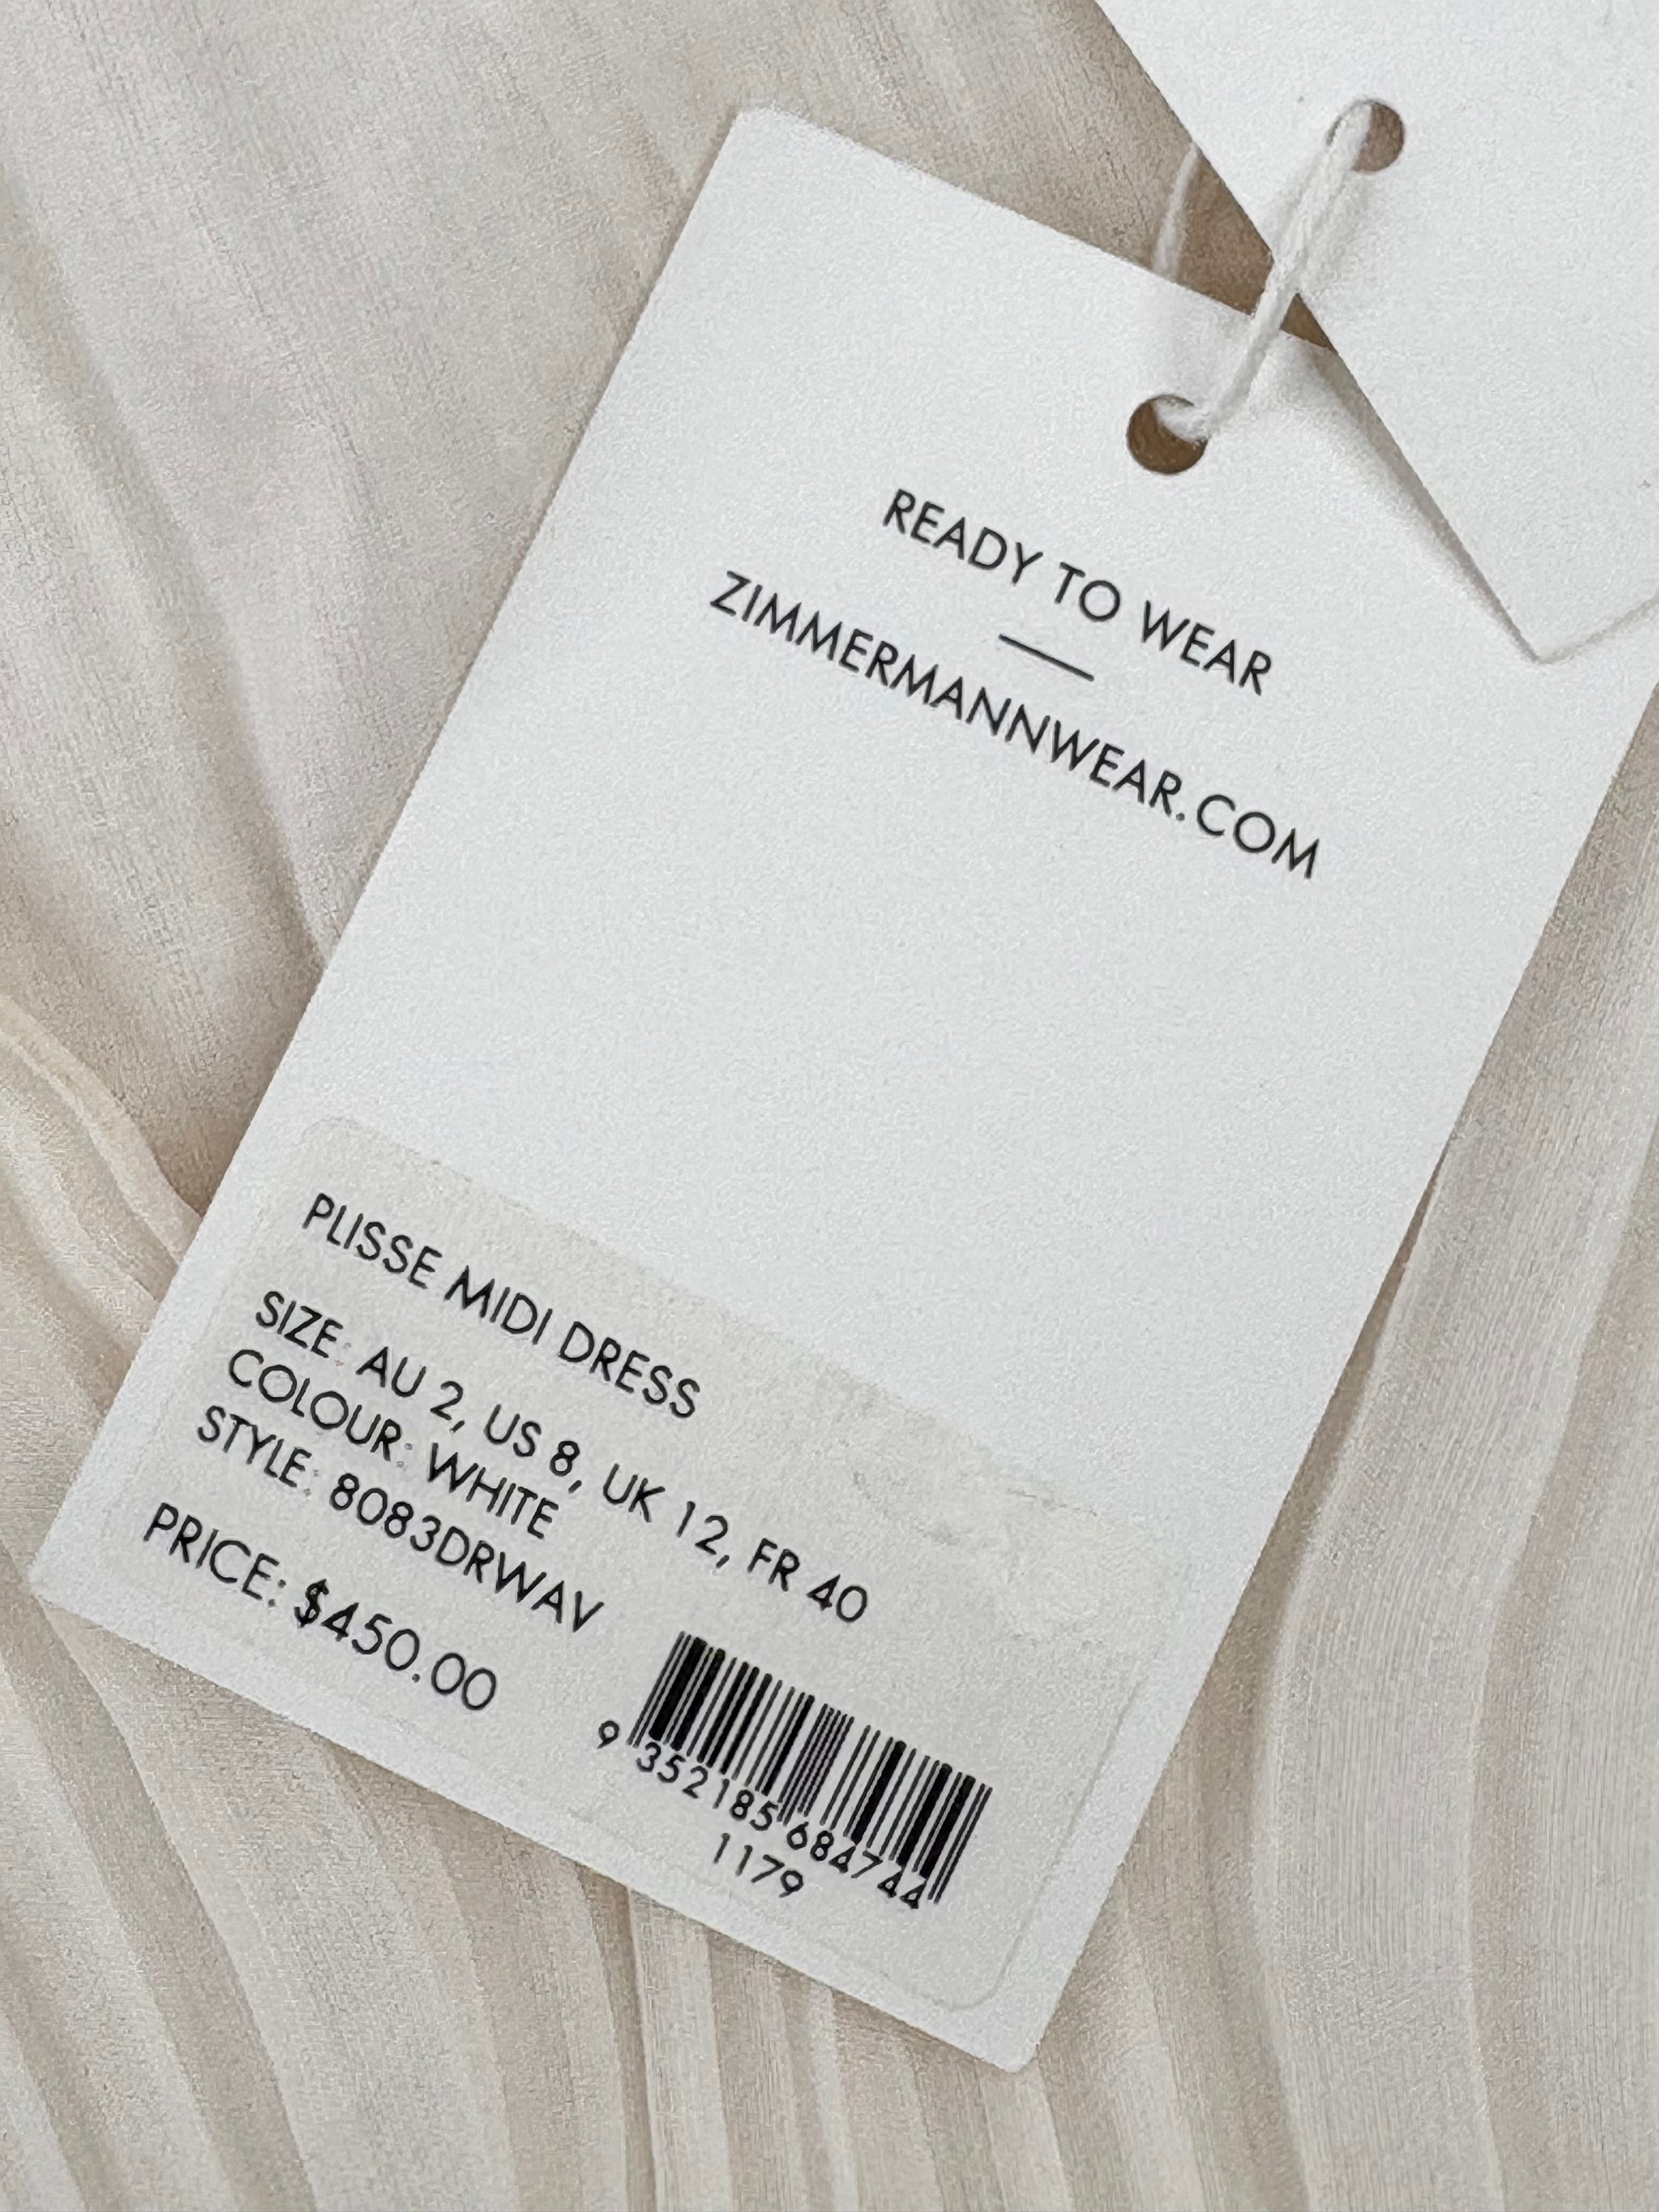 READY TO WEAR
ZIMMERMANNWEAR.COM
PLISSE MIDI DRESS
SIZE: AU 2, US 8, UK 12, FR 40
COLOUR: WHITE
STYLE: 8083DRWAV
PRICE: $450.00
9 352185 684744
1179